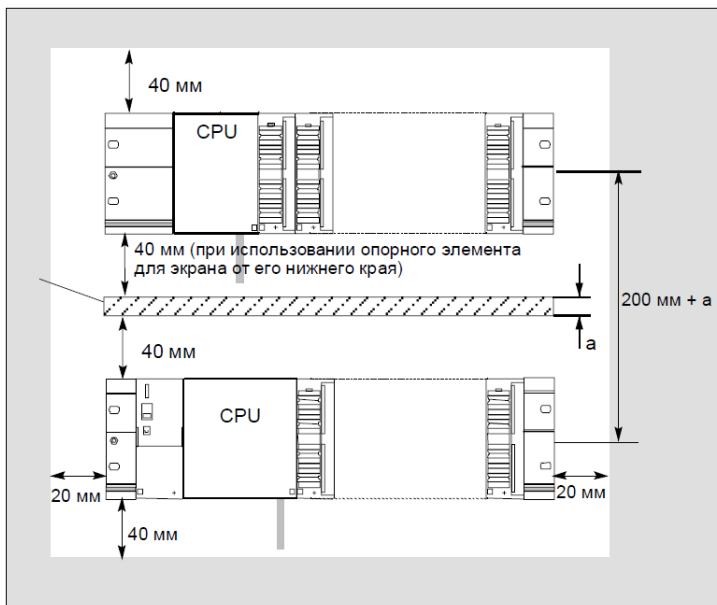 40 мм
CPU
40 мм (при использовании опорного элемента
для экрана от его нижнего края)
200 мм + a
a
40 мм
CPU
20 мм
20 мм
40 мм